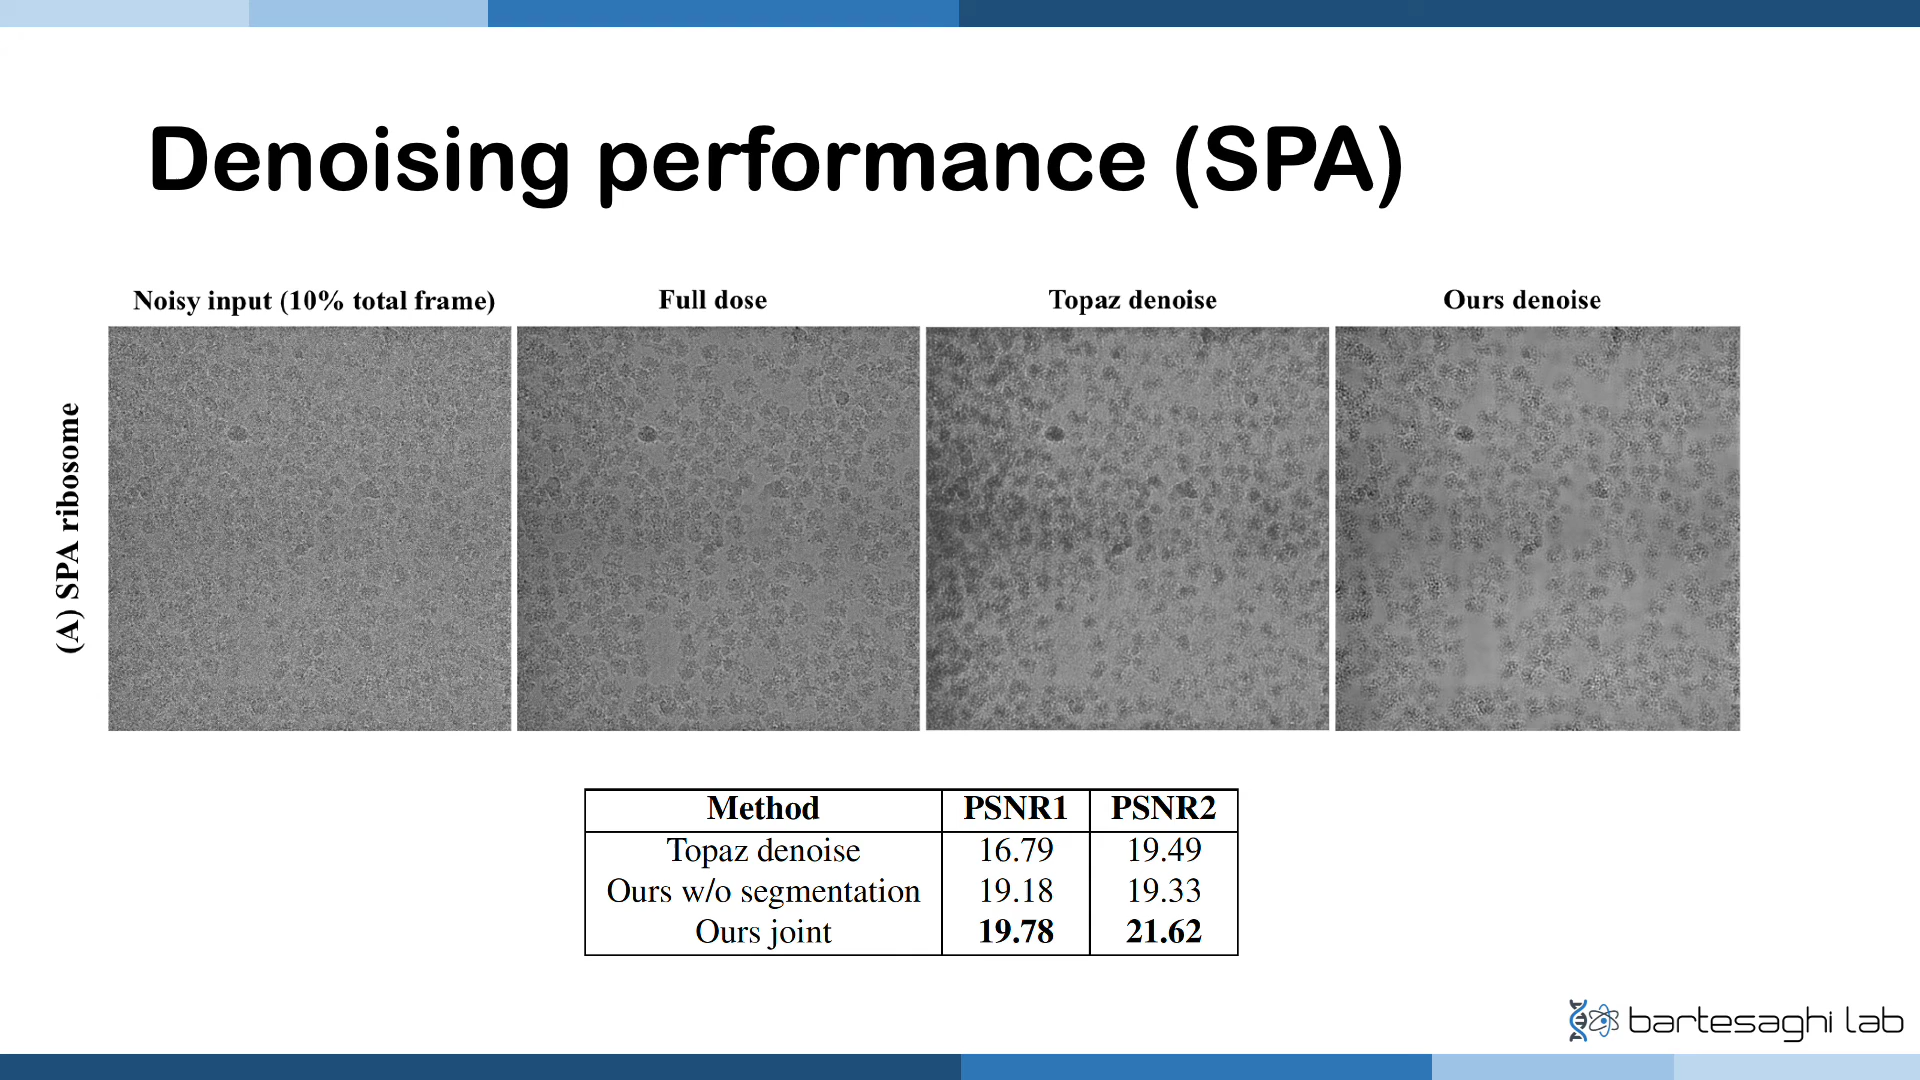 Denoising performance (SPA)
Noisy input (10% total frame) Full dose Topaz denoise Ours denoise
(A) SPA ribosome
Method PSNR1 PSNR2
Topaz denoise 16.79 19.49
Ours w/o segmentation 19.18 19.33
Ours joint 19.78 21.62
bartesaghi lab